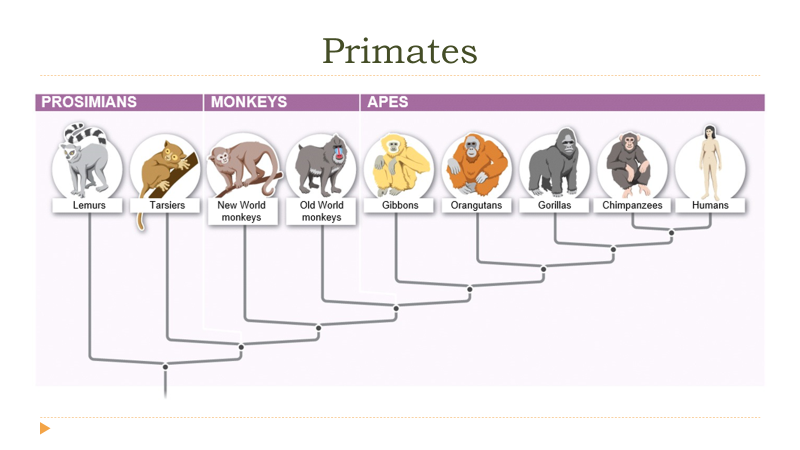 Primates
PROSIMIANS
MONKEYS
APES
Lemurs
Tarsiers
New World
monkeys
Old World
monkeys
Gibbons
Orangutans
Gorillas
Chimpanzees
Humans